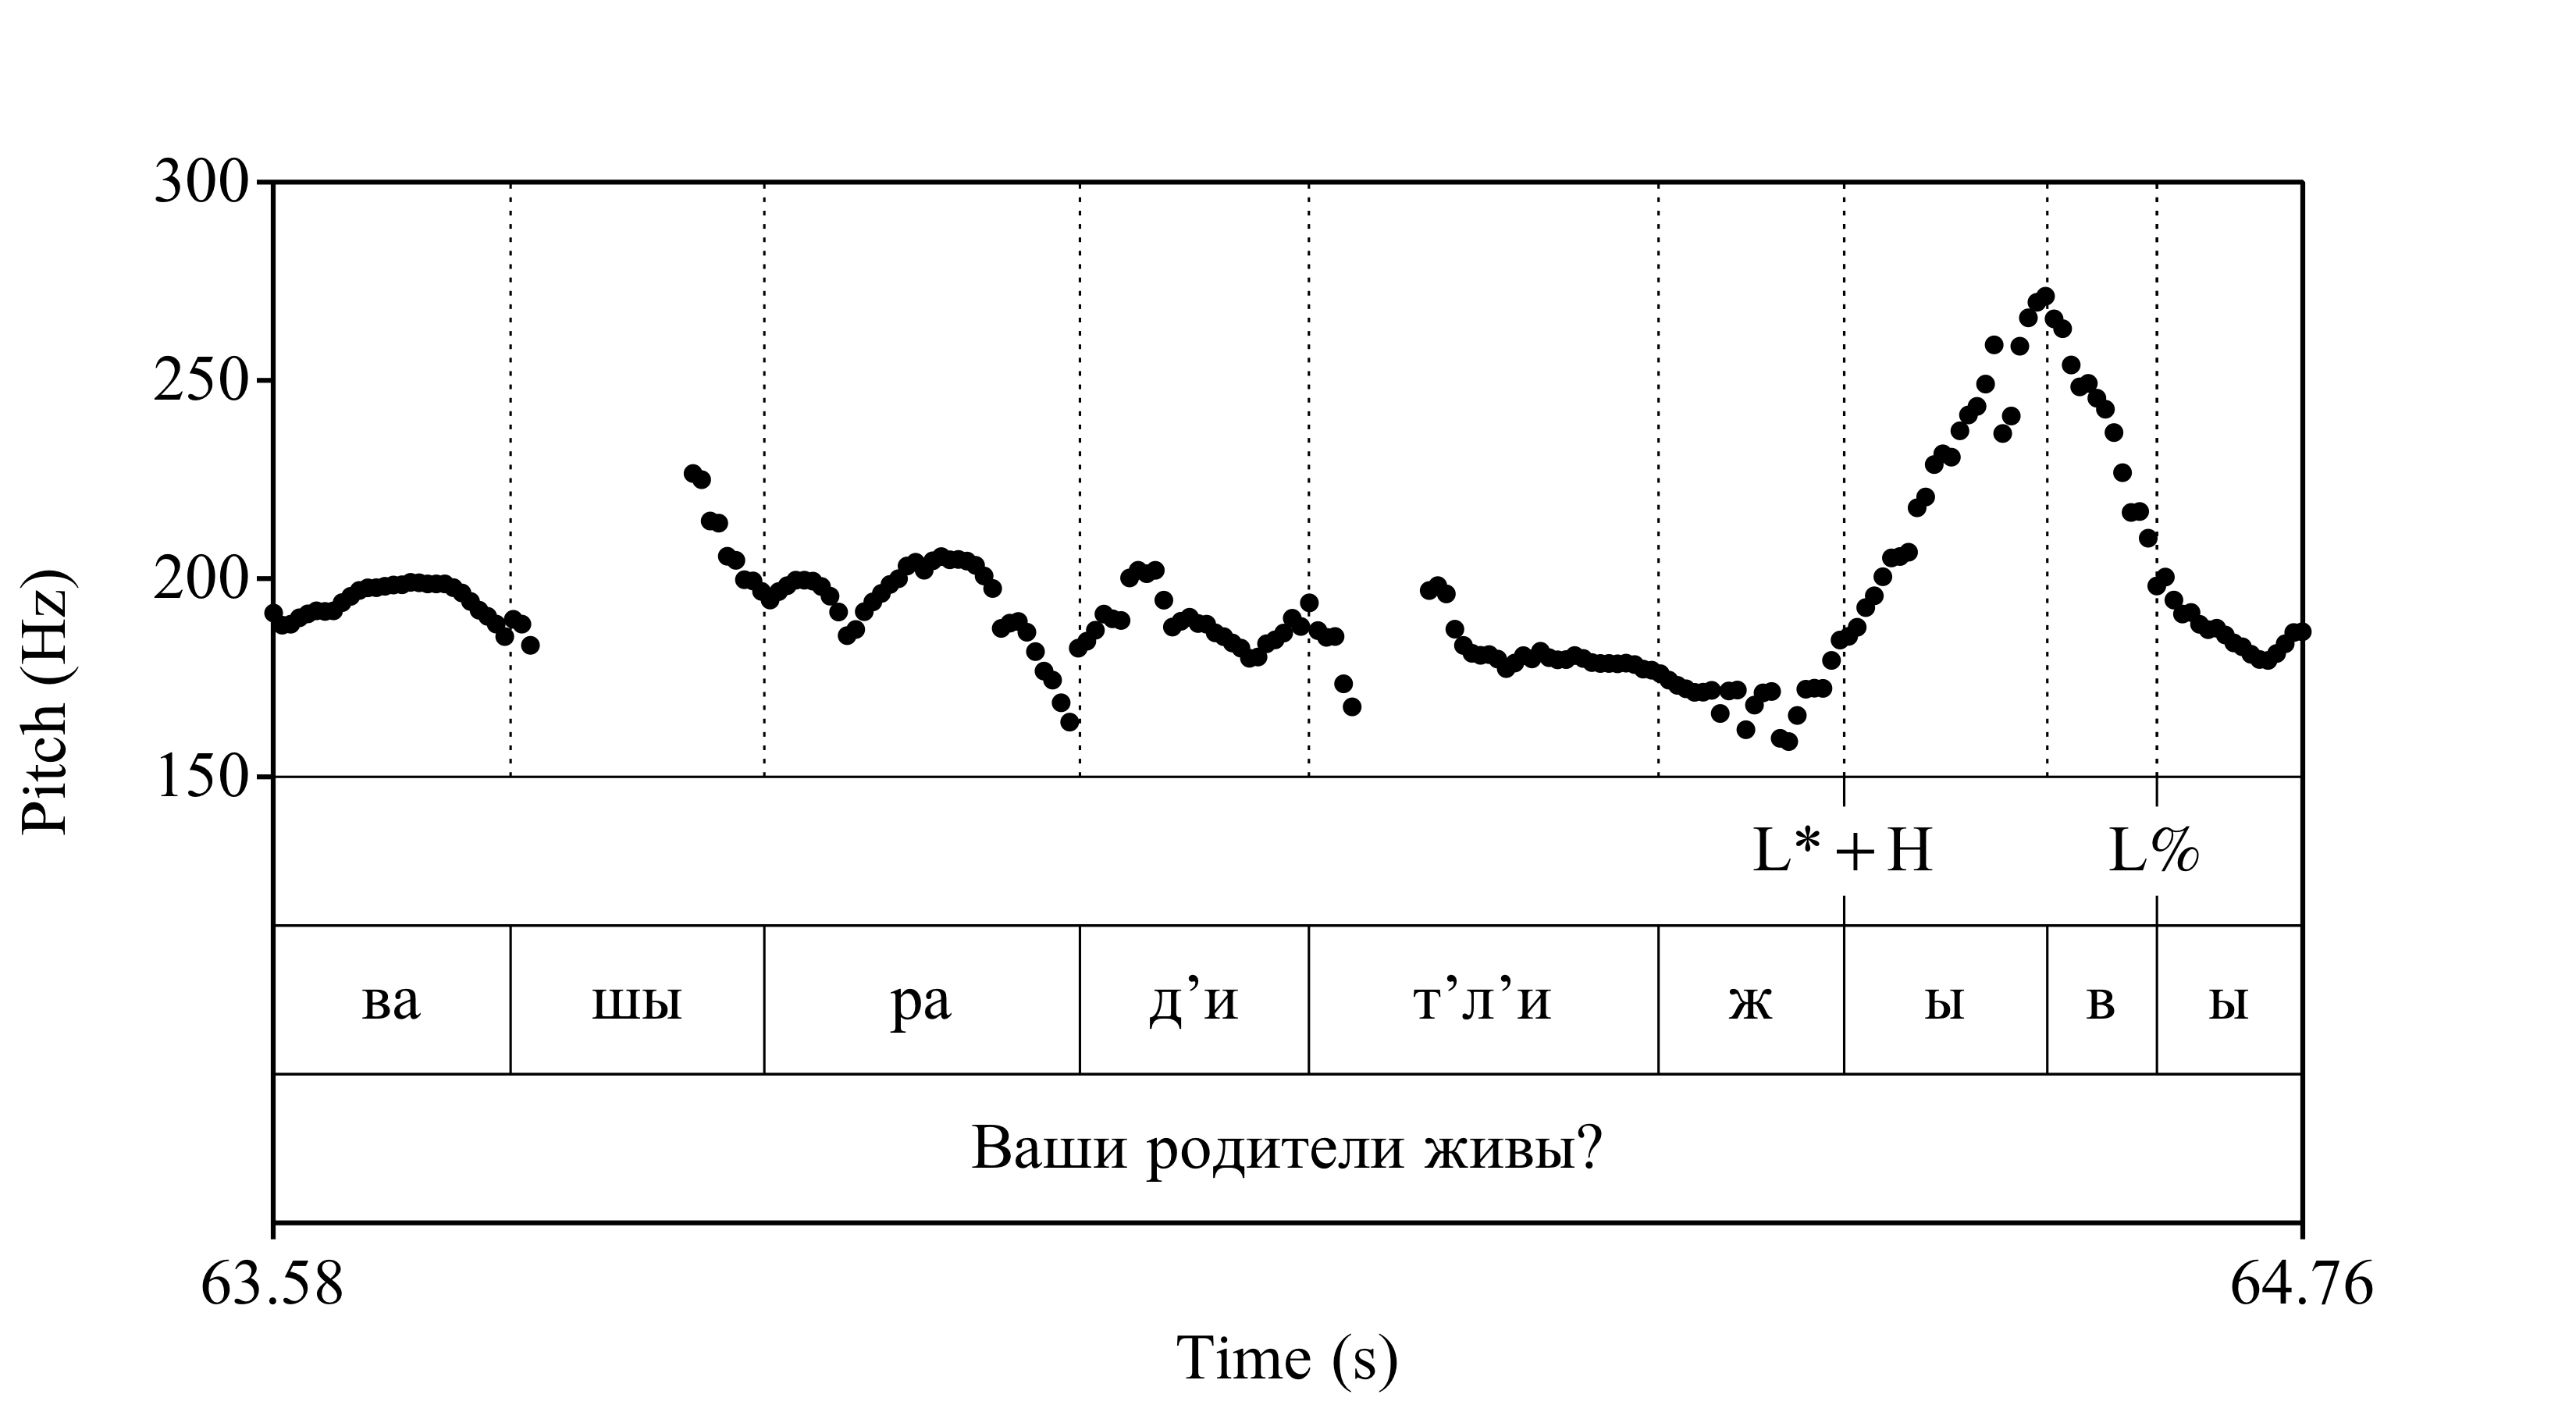 300
250
200
150
Pitch (Hz)
L*+H L%
ва шы ра д’и т’л’и ж ы в ы
Ваши родители живы?
63.58 64.76
Time (s)